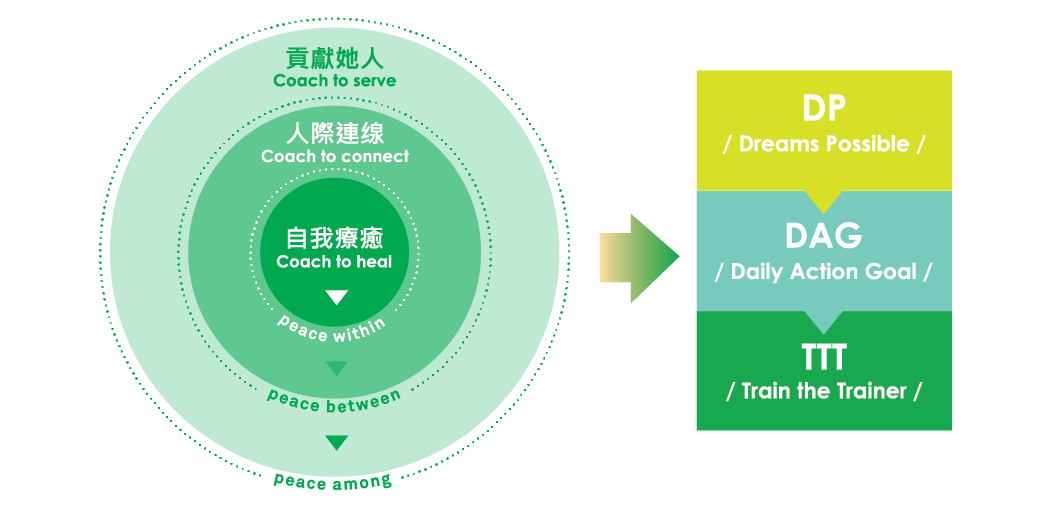 貢獻她人
Coach to serve
人際連線
Coach to connect
自我療癒
Coach to heal
peace within
peace between
peace among
DP
/ Dreams Possible /
DAG
/ Daily Action Goal /
TTT
/ Train the Trainer /